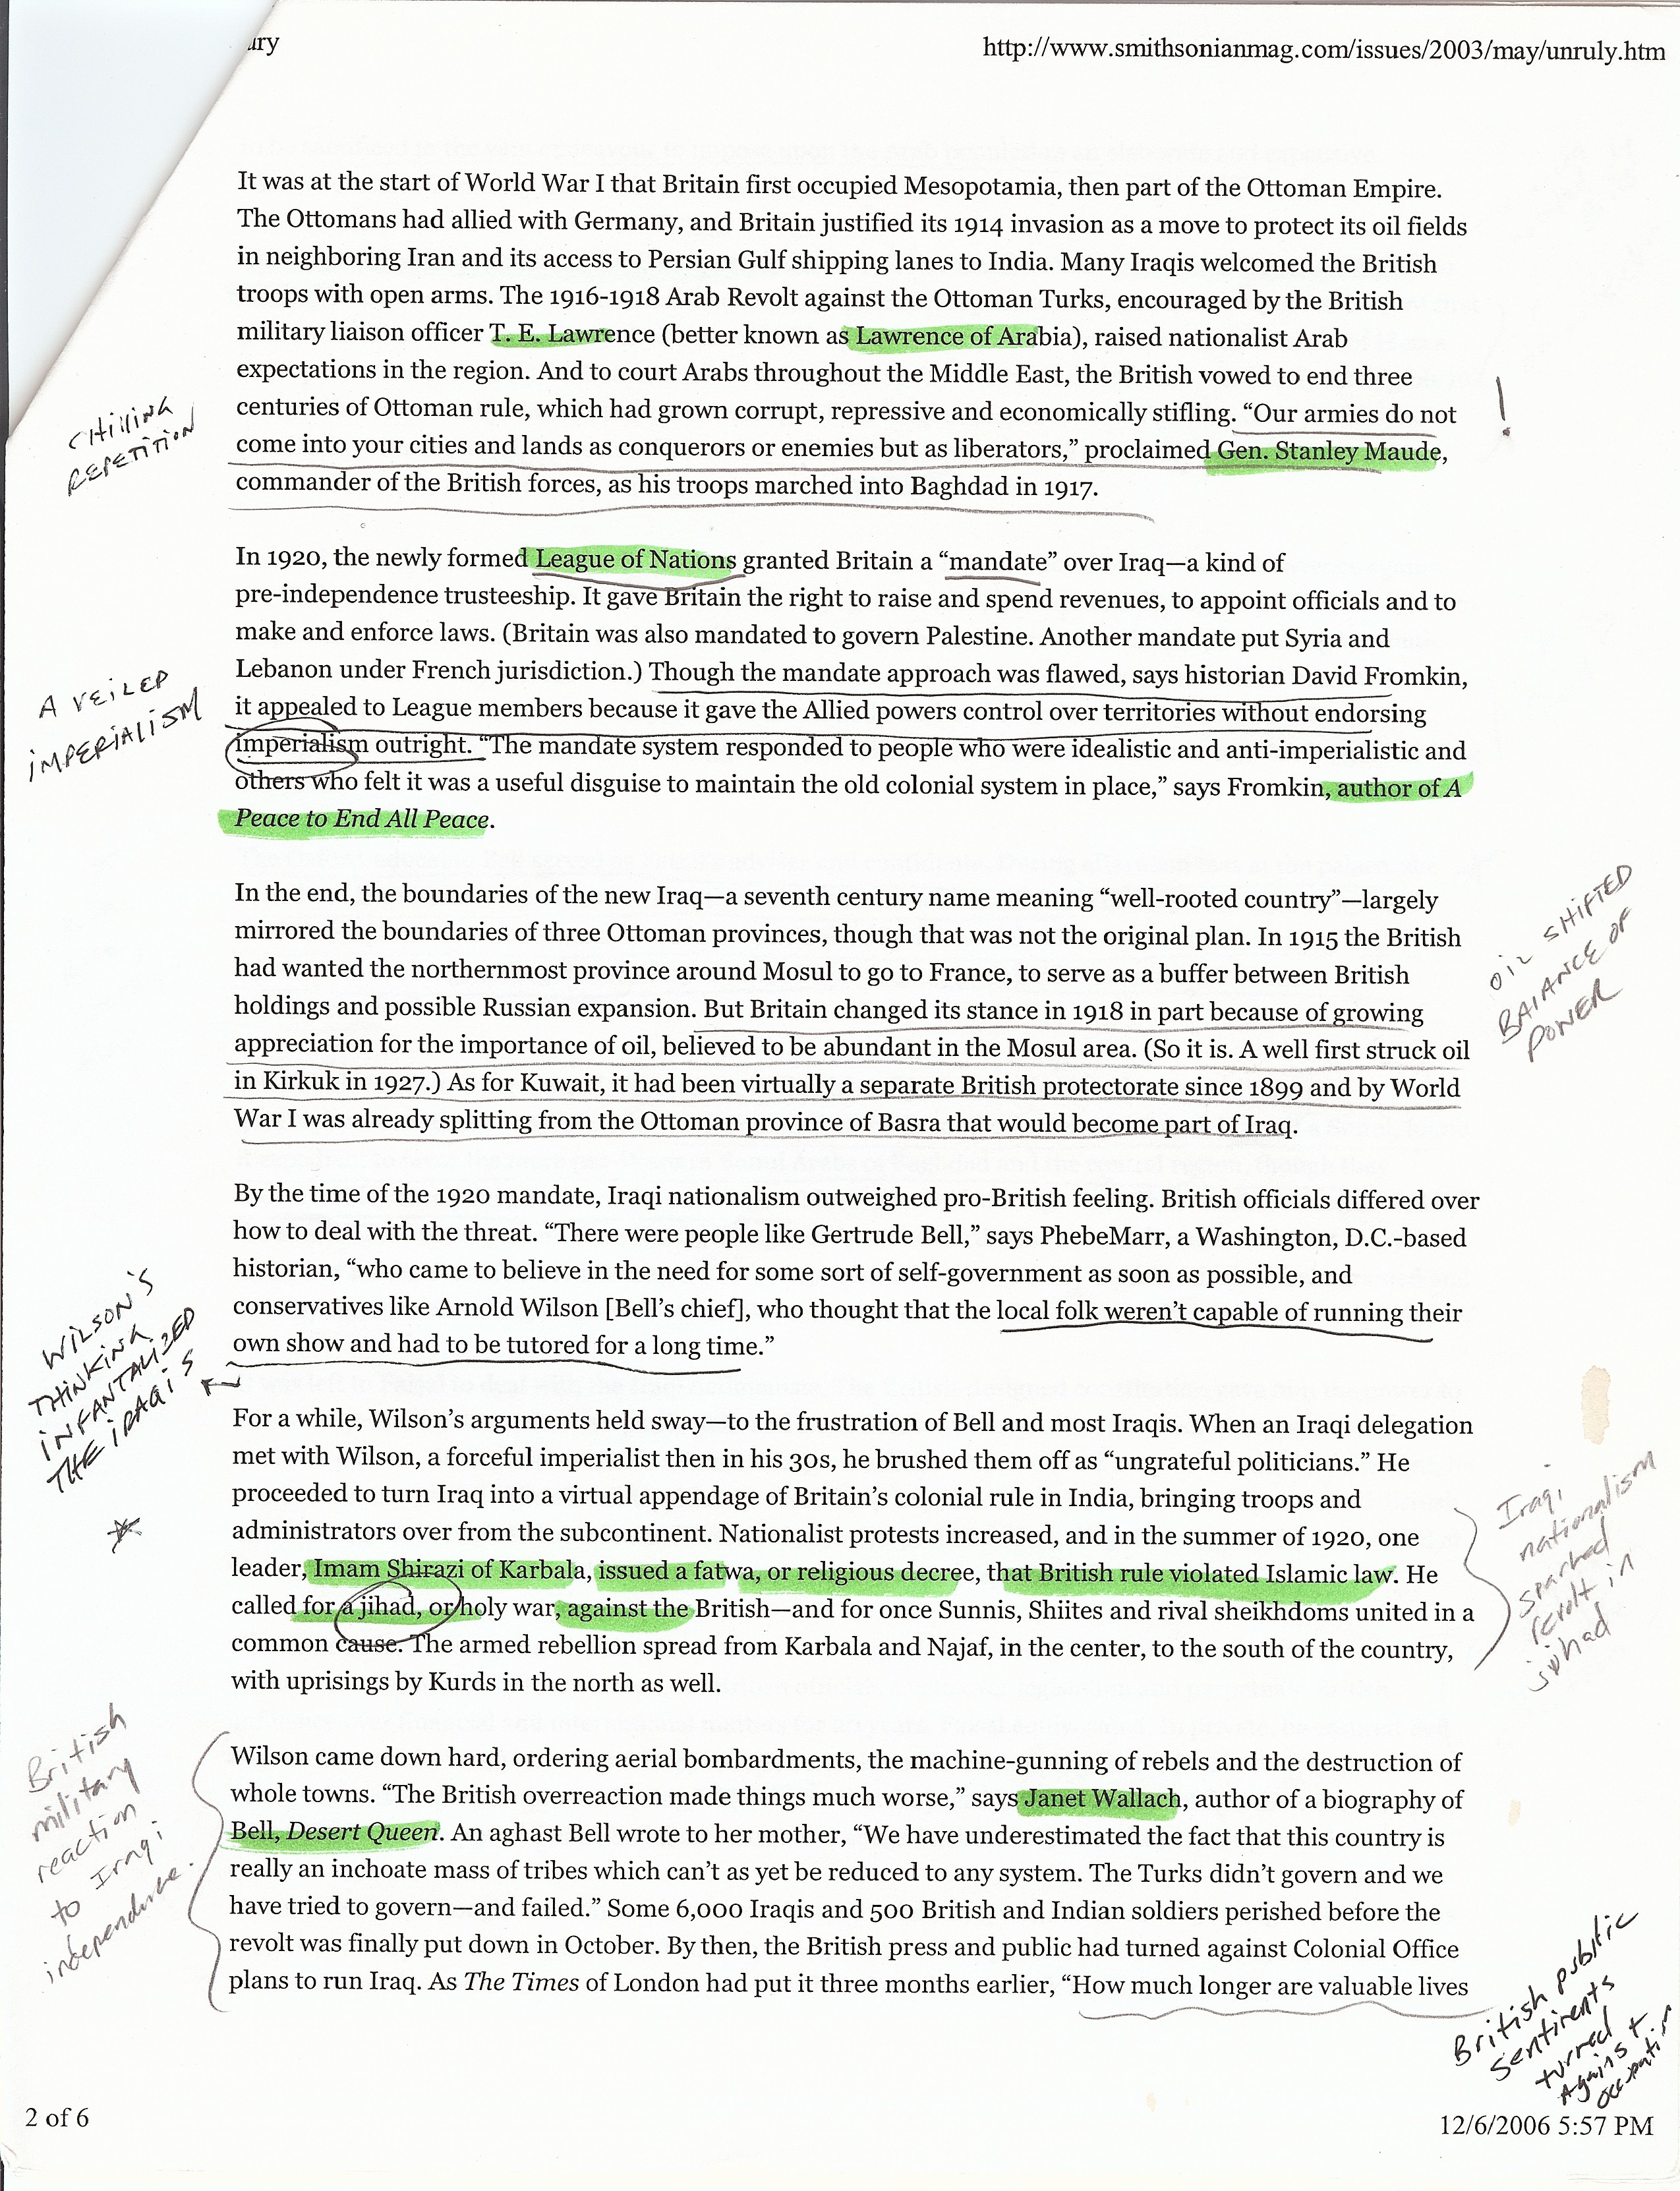 ury
http://www.smithsonianmag.com/issues/2003/may/unruly.htm
It was at the start of World War I that Britain first occupied Mesopotamia, then part of the Ottoman Empire.
The Ottomans had allied with Germany, and Britain justified its 1914 invasion as a move to protect its oil fields
in neighboring Iran and its access to Persian Gulf shipping lanes to India. Many Iraqis welcomed the British
troops with open arms. The 1916-1918 Arab Revolt against the Ottoman Turks, encouraged by the British
military liaison officer T. E. Lawrence (better known as Lawrence of Arabia), raised nationalist Arab
expectations in the region. And to court Arabs throughout the Middle East, the British vowed to end three
centuries of Ottoman rule, which had grown corrupt, repressive and economically stifling. “Our armies do not
come into your cities and lands as conquerors or enemies but as liberators,” proclaimed Gen. Stanley Maude,
commander of the British forces, as his troops marched into Baghdad in 1917.
!
CHILLING
REPETITION
In 1920, the newly formed League of Nations granted Britain a “mandate” over Iraq—a kind of
pre-independence trusteeship. It gave Britain the right to raise and spend revenues, to appoint officials and to
make and enforce laws. (Britain was also mandated to govern Palestine. Another mandate put Syria and
Lebanon under French jurisdiction.) Though the mandate approach was flawed, says historian David Fromkin,
it appealed to League members because it gave the Allied powers control over territories without endorsing
imperialism outright. “The mandate system responded to people who were idealistic and anti-imperialistic and
others who felt it was a useful disguise to maintain the old colonial system in place,” says Fromkin, author of A
Peace to End All Peace.
A VEILED
IMPERIALISM
In the end, the boundaries of the new Iraq—a seventh century name meaning “well-rooted country”—largely
mirrored the boundaries of three Ottoman provinces, though that was not the original plan. In 1915 the British
had wanted the northernmost province around Mosul to go to France, to serve as a buffer between British
holdings and possible Russian expansion. But Britain changed its stance in 1918 in part because of growing
appreciation for the importance of oil, believed to be abundant in the Mosul area. (So it is. A well first struck oil
in Kirkuk in 1927.) As for Kuwait, it had been virtually a separate British protectorate since 1899 and by World
War I was already splitting from the Ottoman province of Basra that would become part of Iraq.
OIL SHIFTED
BALANCE OF
POWER
By the time of the 1920 mandate, Iraqi nationalism outweighed pro-British feeling. British officials differed over
how to deal with the threat. “There were people like Gertrude Bell,” says PhebeMarr, a Washington, D.C.-based
historian, “who came to believe in the need for some sort of self-government as soon as possible, and
conservatives like Arnold Wilson [Bell’s chief], who thought that the local folk weren’t capable of running their
own show and had to be tutored for a long time.”
WILSON'S
THINKING
INFANTALIZED
THE IRAQIS
For a while, Wilson’s arguments held sway—to the frustration of Bell and most Iraqis. When an Iraqi delegation
met with Wilson, a forceful imperialist then in his 30s, he brushed them off as “ungrateful politicians.” He
proceeded to turn Iraq into a virtual appendage of Britain’s colonial rule in India, bringing troops and
administrators over from the subcontinent. Nationalist protests increased, and in the summer of 1920, one
leader, Imam Shirazi of Karbala, issued a fatwa, or religious decree, that British rule violated Islamic law. He
called for a jihad, or holy war, against the British—and for once Sunnis, Shiites and rival sheikhdoms united in a
common cause. The armed rebellion spread from Karbala and Najaf, in the center, to the south of the country,
with uprisings by Kurds in the north as well.
Iraqi
nationalism
sparked
revolt in
jihad
Wilson came down hard, ordering aerial bombardments, the machine-gunning of rebels and the destruction of
whole towns. “The British overreaction made things much worse,” says Janet Wallach, author of a biography of
Bell, Desert Queen. An aghast Bell wrote to her mother, “We have underestimated the fact that this country is
really an inchoate mass of tribes which can’t as yet be reduced to any system. The Turks didn’t govern and we
have tried to govern—and failed.” Some 6,000 Iraqis and 500 British and Indian soldiers perished before the
revolt was finally put down in October. By then, the British press and public had turned against Colonial Office
plans to run Iraq. As The Times of London had put it three months earlier, “How much longer are valuable lives
British
military
reaction
to Iraqi
independence.
British public
sentiments
turned
against
occupation
2 of 6
12/6/2006 5:57 PM